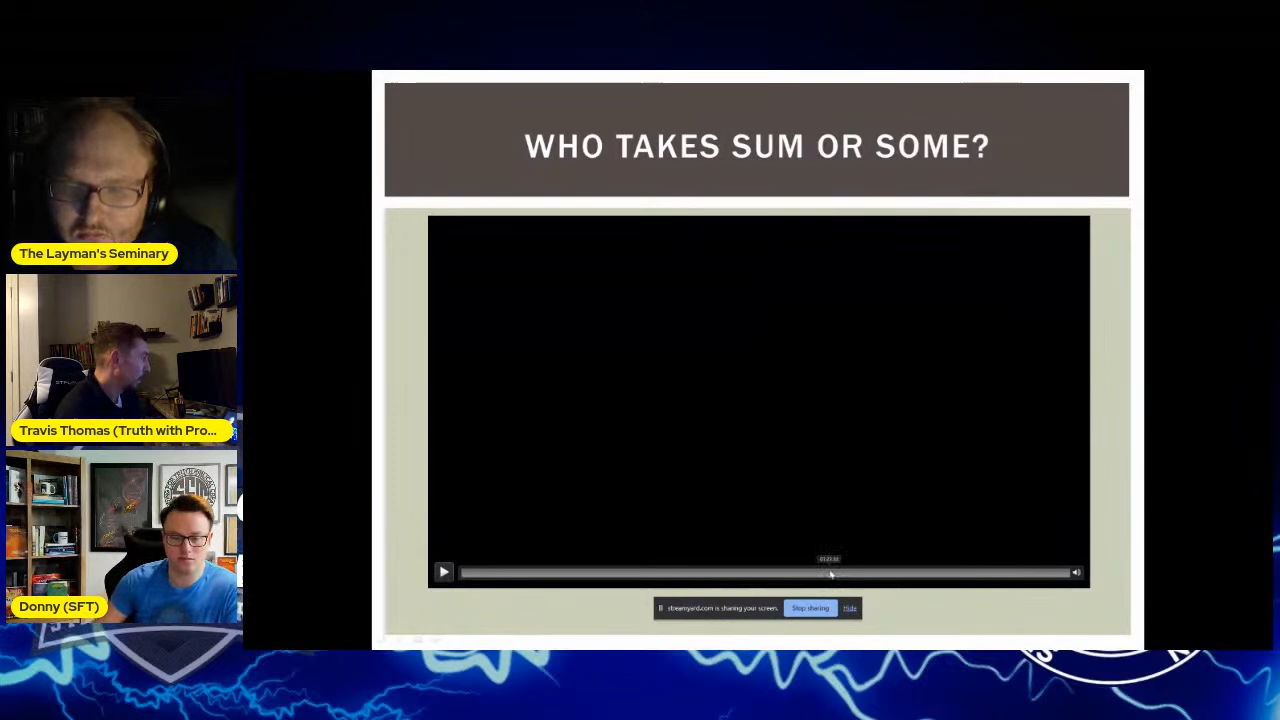 WHO TAKES SUM OR SOME?
The Layman's Seminary
Travis Thomas (Truth with Pro...
Donny (SFT)
streamyard.com is sharing your screen.
Stop sharing
Hide